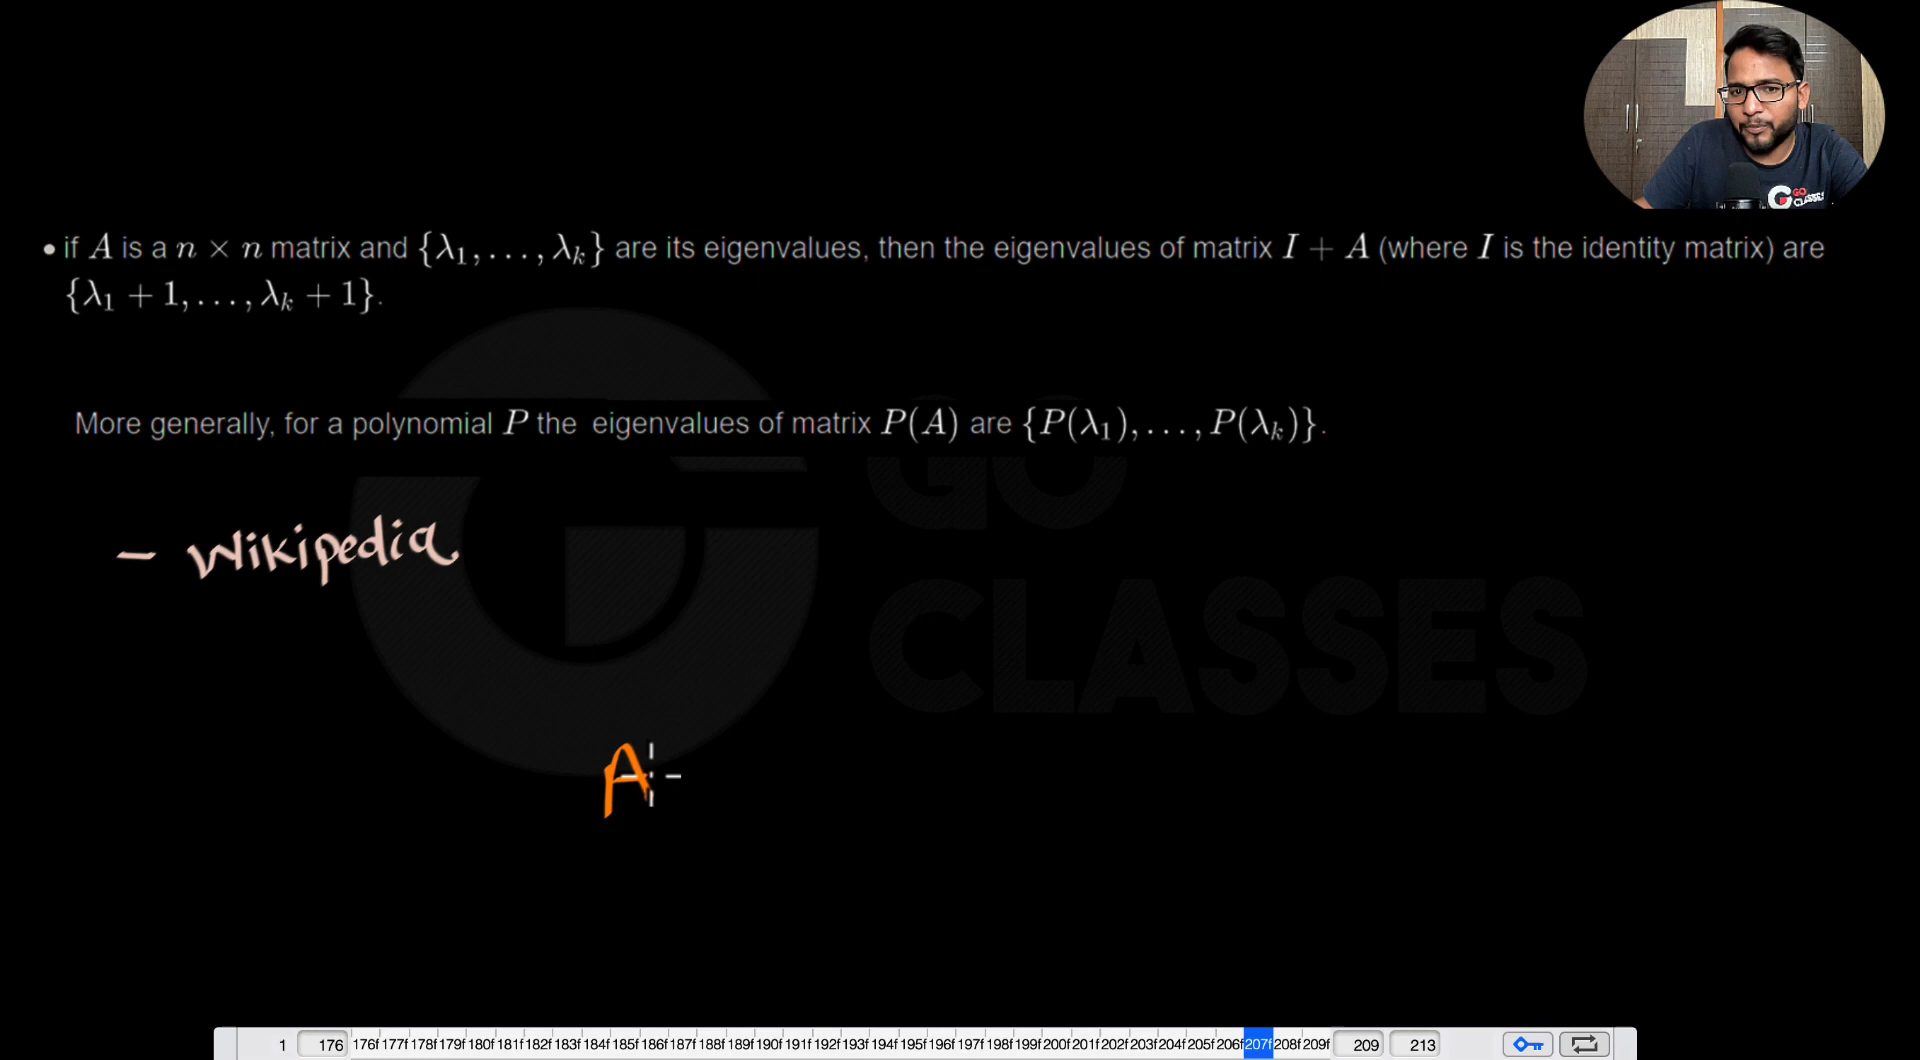 GO
CLASSES
• if A is a n × n matrix and {λ₁, . . . , λₖ} are its eigenvalues, then the eigenvalues of matrix I + A (where I is the identity matrix) are
{λ₁ + 1, . . . , λₖ + 1}.
More generally, for a polynomial P the eigenvalues of matrix P(A) are {P(λ₁), . . . , P(λₖ)}.
GO
CLASSES
– Wikipedia
A
1 176 176f 177f 178f 179f 180f 181f 182f 183f 184f 185f 186f 187f 188f 189f 190f 191f 192f 193f 194f 195f 196f 197f 198f 199f 200f 201f 202f 203f 204f 205f 206f 207f 208f 209f 209 213